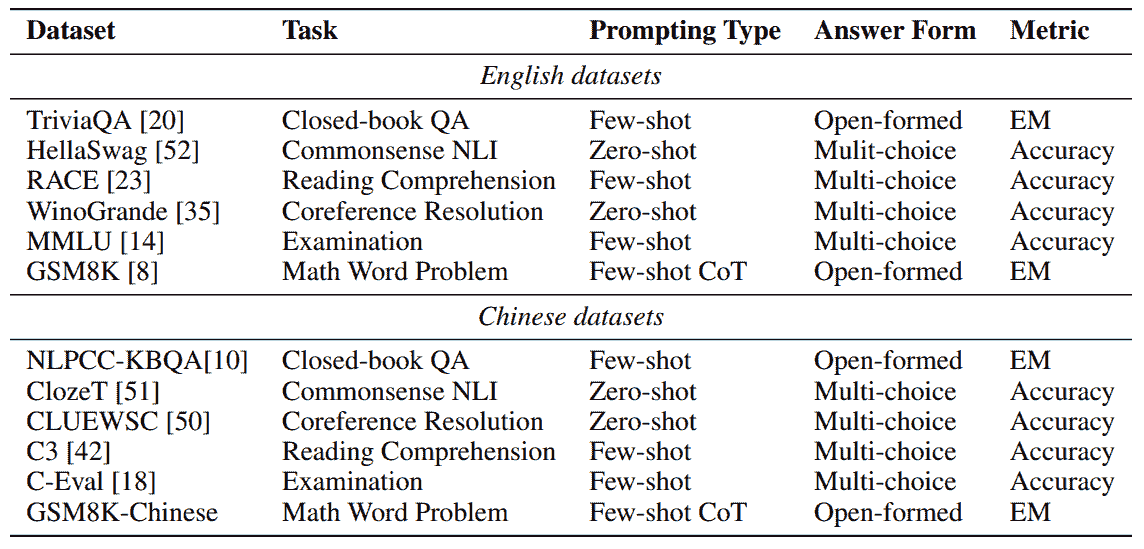 Dataset Task Prompting Type Answer Form Metric
English datasets
TriviaQA [20] Closed-book QA Few-shot Open-formed EM
HellaSwag [52] Commonsense NLI Zero-shot Mulit-choice Accuracy
RACE [23] Reading Comprehension Few-shot Multi-choice Accuracy
WinoGrande [35] Coreference Resolution Zero-shot Multi-choice Accuracy
MMLU [14] Examination Few-shot Multi-choice Accuracy
GSM8K [8] Math Word Problem Few-shot CoT Open-formed EM
Chinese datasets
NLPCC-KBQA[10] Closed-book QA Few-shot Open-formed EM
ClozeT [51] Commonsense NLI Zero-shot Multi-choice Accuracy
CLUEWSC [50] Coreference Resolution Zero-shot Multi-choice Accuracy
C3 [42] Reading Comprehension Few-shot Multi-choice Accuracy
C-Eval [18] Examination Few-shot Multi-choice Accuracy
GSM8K-Chinese Math Word Problem Few-shot CoT Open-formed EM